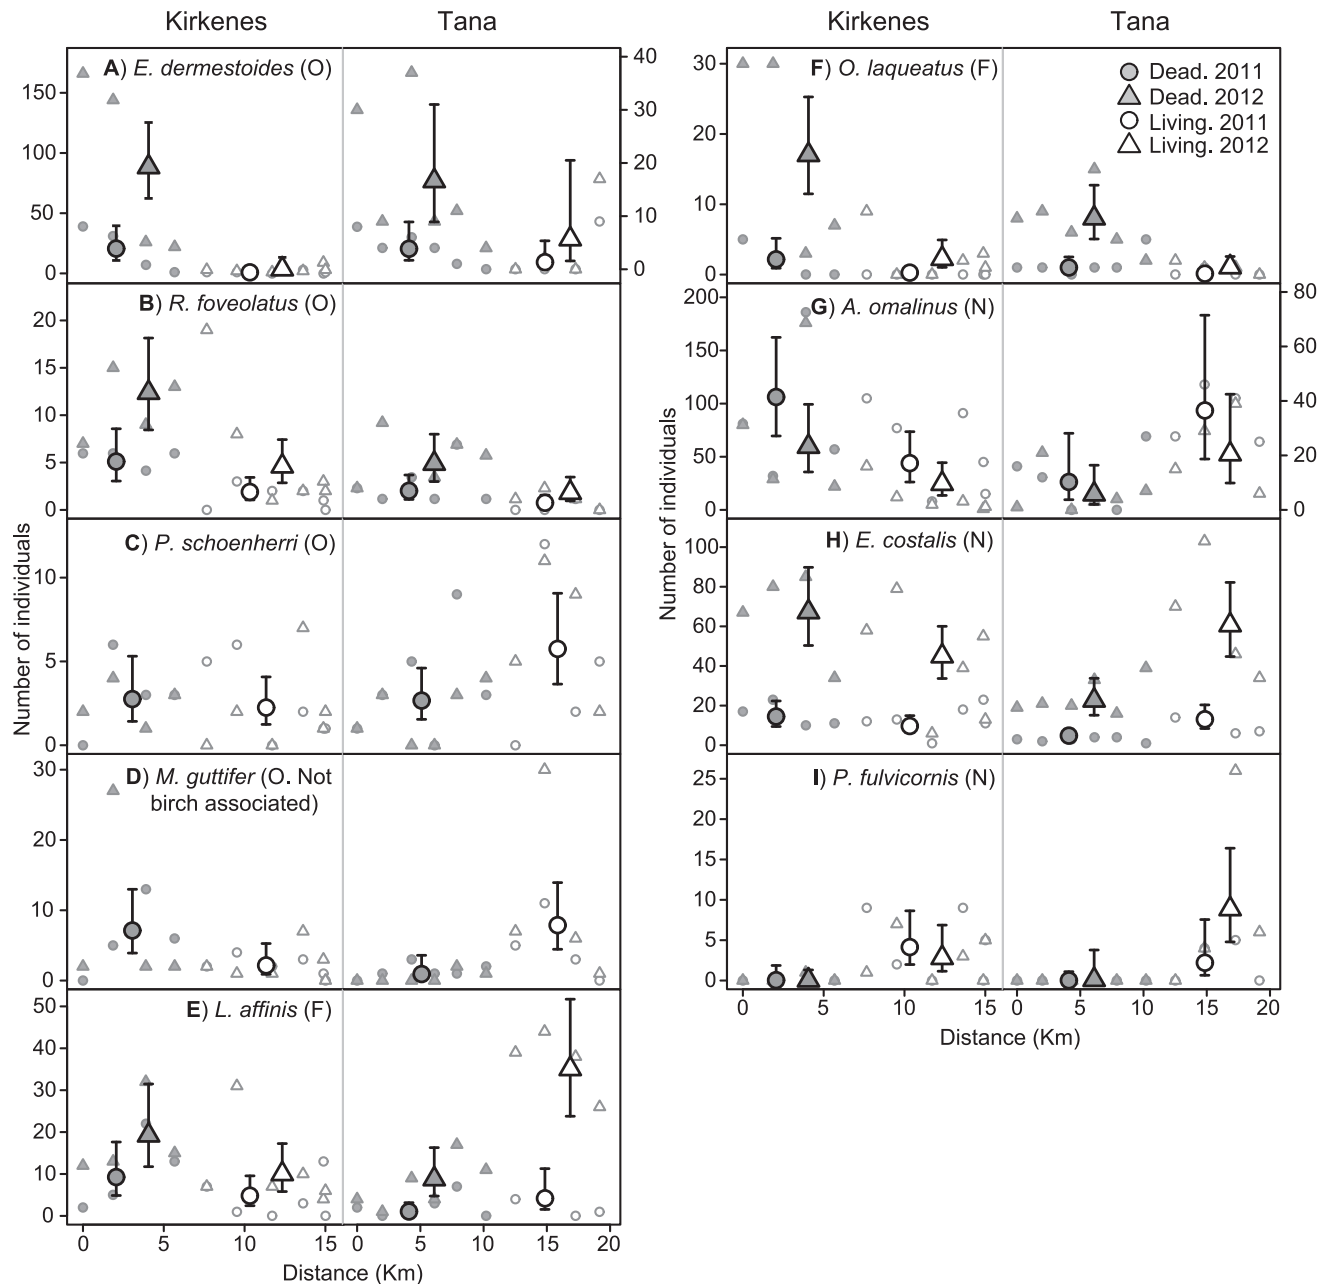 Kirkenes
Tana
A) E. dermestoides (O)
150
100
50
0
40
30
20
10
0
B) R. foveolatus (O)
20
15
10
5
0
C) P. schoenherri (O)
10
5
0
D) M. guttifer (O. Not
birch associated)
30
20
10
0
E) L. affinis (F)
50
40
30
20
10
0
Number of individuals
0 5 10 15 0 5 10 15 20
Distance (Km)
Kirkenes
Tana
F) O. laqueatus (F)
30
20
10
0
Dead. 2011
Dead. 2012
Living. 2011
Living. 2012
G) A. omalinus (N)
200
150
100
50
0
80
60
40
20
0
H) E. costalis (N)
100
80
60
40
20
0
I) P. fulvicornis (N)
25
20
15
10
5
0
Number of individuals
0 5 10 15 0 5 10 15 20
Distance (Km)